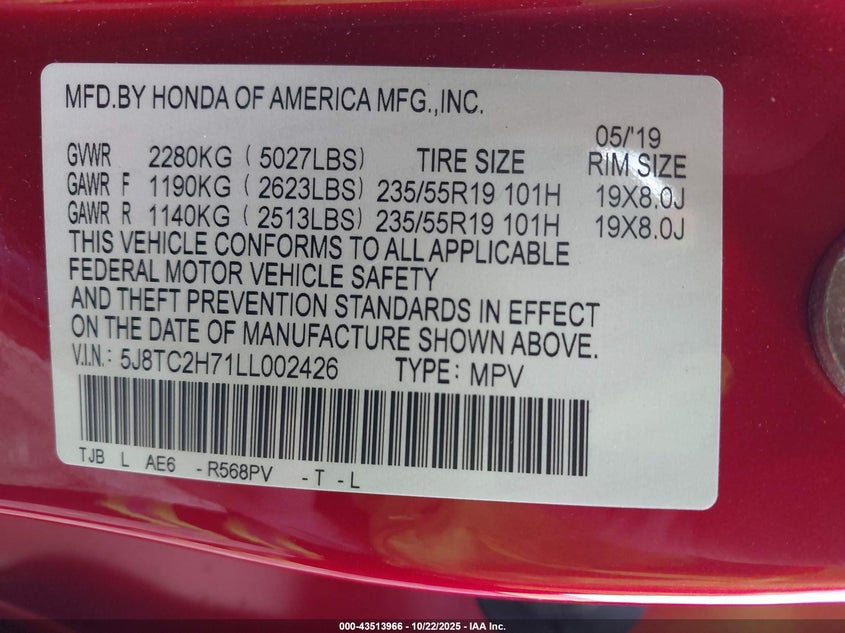 MFD.BY HONDA OF AMERICA MFG.,INC.
05/'19
GVWR 2280KG ( 5027LBS) TIRE SIZE RIM SIZE
GAWR F 1190KG ( 2623LBS) 235/55R19 101H 19X8.0J
GAWR R 1140KG ( 2513LBS) 235/55R19 101H 19X8.0J
THIS VEHICLE CONFORMS TO ALL APPLICABLE
FEDERAL MOTOR VEHICLE SAFETY
AND THEFT PREVENTION STANDARDS IN EFFECT
ON THE DATE OF MANUFACTURE SHOWN ABOVE.
V.I.N.: 5J8TC2H71LL002426 TYPE: MPV
TJB L AE6 - R568PV - T - L
000-43513966 - 10/22/2025 - IAA Inc.